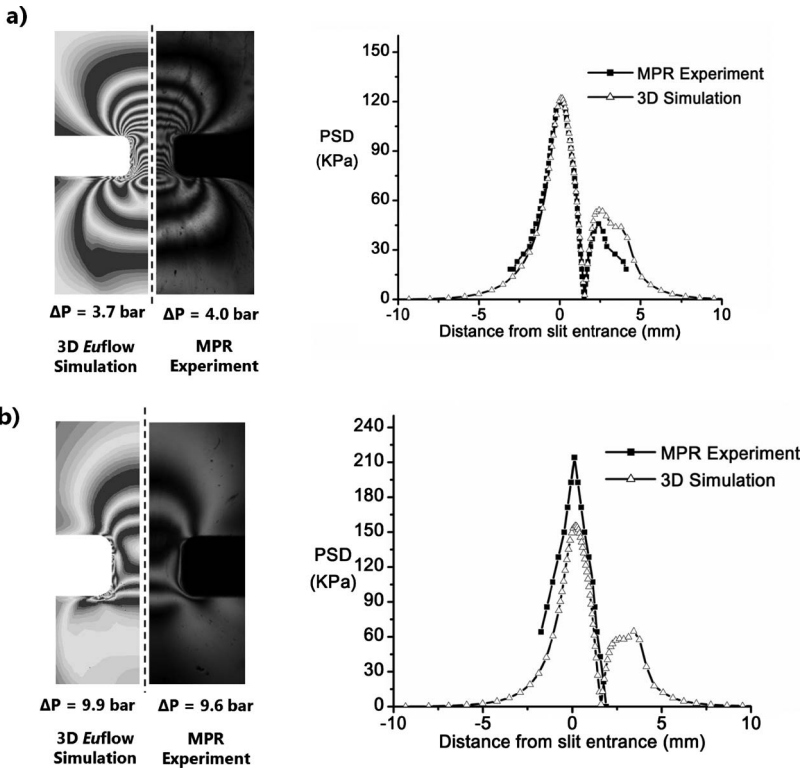 a)
ΔP = 3.7 bar
ΔP = 4.0 bar
3D Euflow
Simulation
MPR
Experiment
150
120
90
60
30
0
PSD
(KPa)
MPR Experiment
3D Simulation
-10
-5
0
5
10
Distance from slit entrance (mm)
b)
ΔP = 9.9 bar
ΔP = 9.6 bar
3D Euflow
Simulation
MPR
Experiment
240
210
180
150
120
90
60
30
0
PSD
(KPa)
MPR Experiment
3D Simulation
-10
-5
0
5
10
Distance from slit entrance (mm)